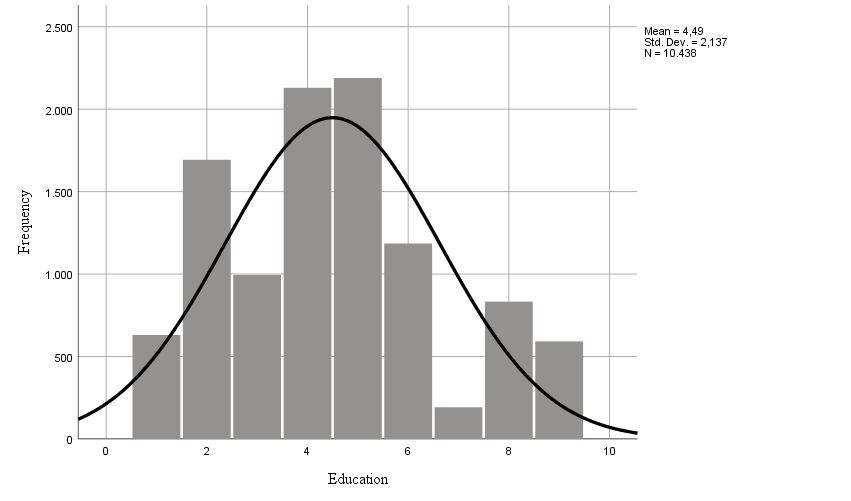 Mean = 4,49
Std. Dev. = 2,137
N = 10.438
2.500
2.000
1.500
1.000
500
0
Frequency
0 2 4 6 8 10
Education